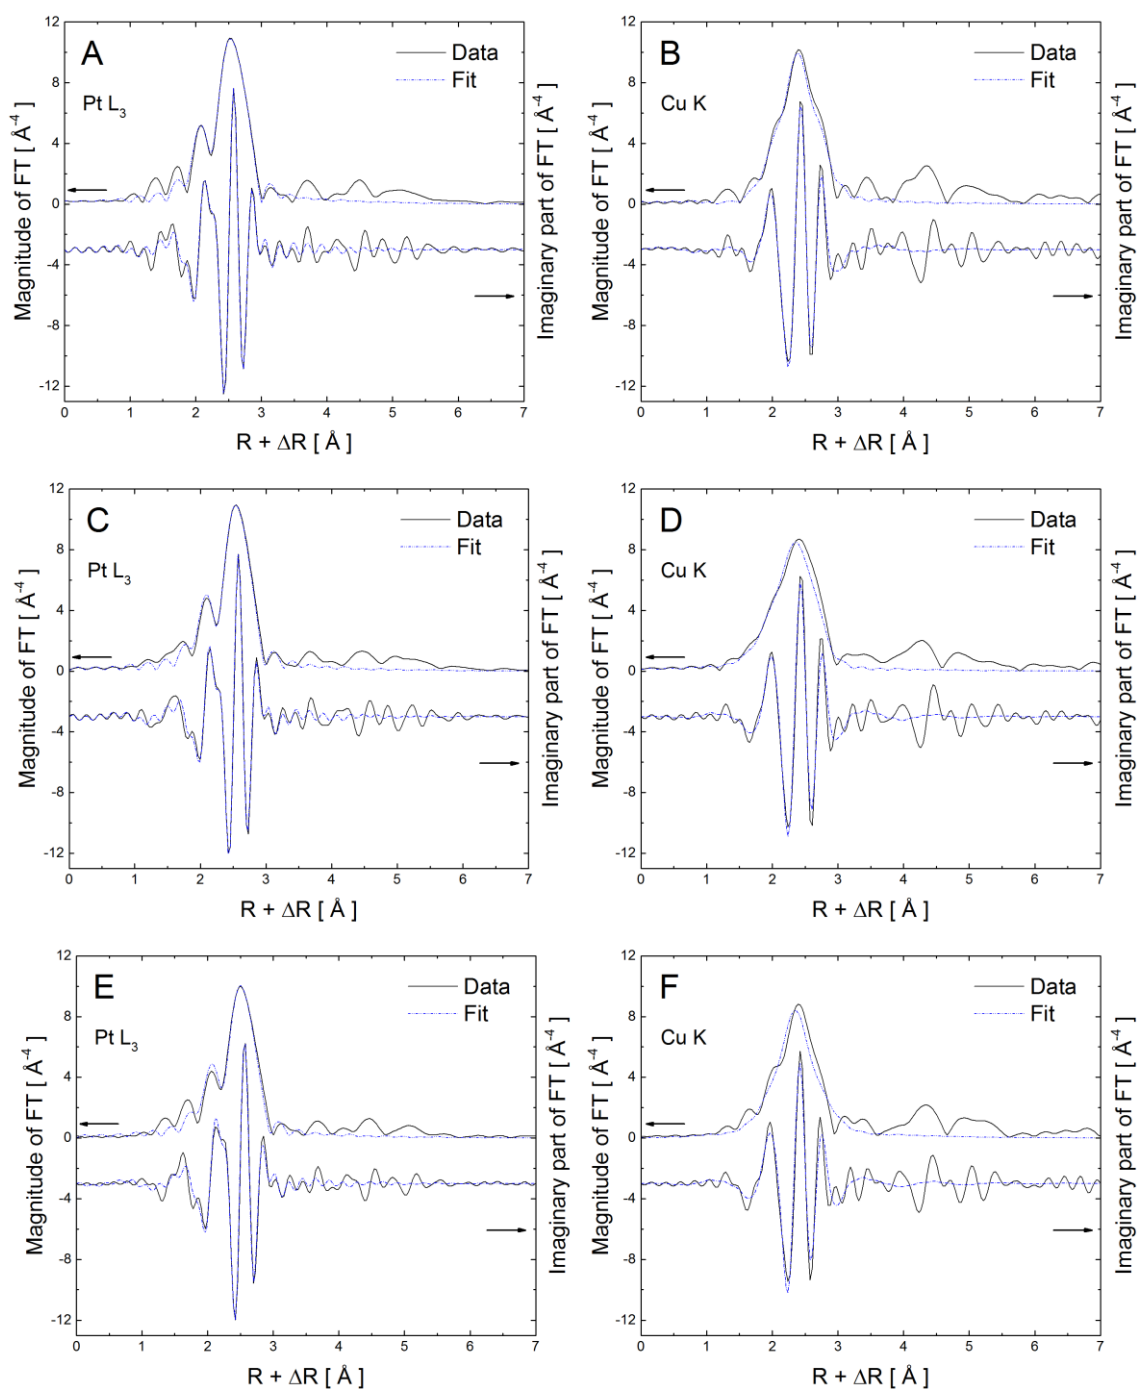 A
Pt L3
Data
Fit
Magnitude of FT [ Å-4 ]
Imaginary part of FT [ Å-4 ]
12
8
4
0
-4
-8
-12
0 1 2 3 4 5 6 7
R + ΔR [ Å ]
B
Cu K
Data
Fit
Magnitude of FT [ Å-4 ]
Imaginary part of FT [ Å-4 ]
12
8
4
0
-4
-8
-12
0 1 2 3 4 5 6 7
R + ΔR [ Å ]
C
Pt L3
Data
Fit
Magnitude of FT [ Å-4 ]
Imaginary part of FT [ Å-4 ]
12
8
4
0
-4
-8
-12
0 1 2 3 4 5 6 7
R + ΔR [ Å ]
D
Cu K
Data
Fit
Magnitude of FT [ Å-4 ]
Imaginary part of FT [ Å-4 ]
12
8
4
0
-4
-8
-12
0 1 2 3 4 5 6 7
R + ΔR [ Å ]
E
Pt L3
Data
Fit
Magnitude of FT [ Å-4 ]
Imaginary part of FT [ Å-4 ]
12
8
4
0
-4
-8
-12
0 1 2 3 4 5 6 7
R + ΔR [ Å ]
F
Cu K
Data
Fit
Magnitude of FT [ Å-4 ]
Imaginary part of FT [ Å-4 ]
12
8
4
0
-4
-8
-12
0 1 2 3 4 5 6 7
R + ΔR [ Å ]